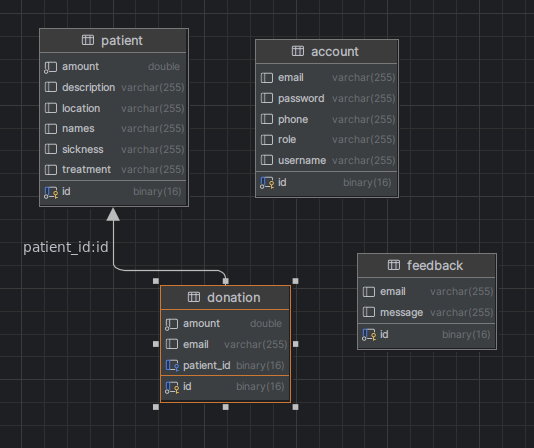 patient
amount double
description varchar(255)
location varchar(255)
names varchar(255)
sickness varchar(255)
treatment varchar(255)
id binary(16)
account
email varchar(255)
password varchar(255)
phone varchar(255)
role varchar(255)
username varchar(255)
id binary(16)
patient_id:id
donation
amount double
email varchar(255)
patient_id binary(16)
id binary(16)
feedback
email varchar(255)
message varchar(255)
id binary(16)